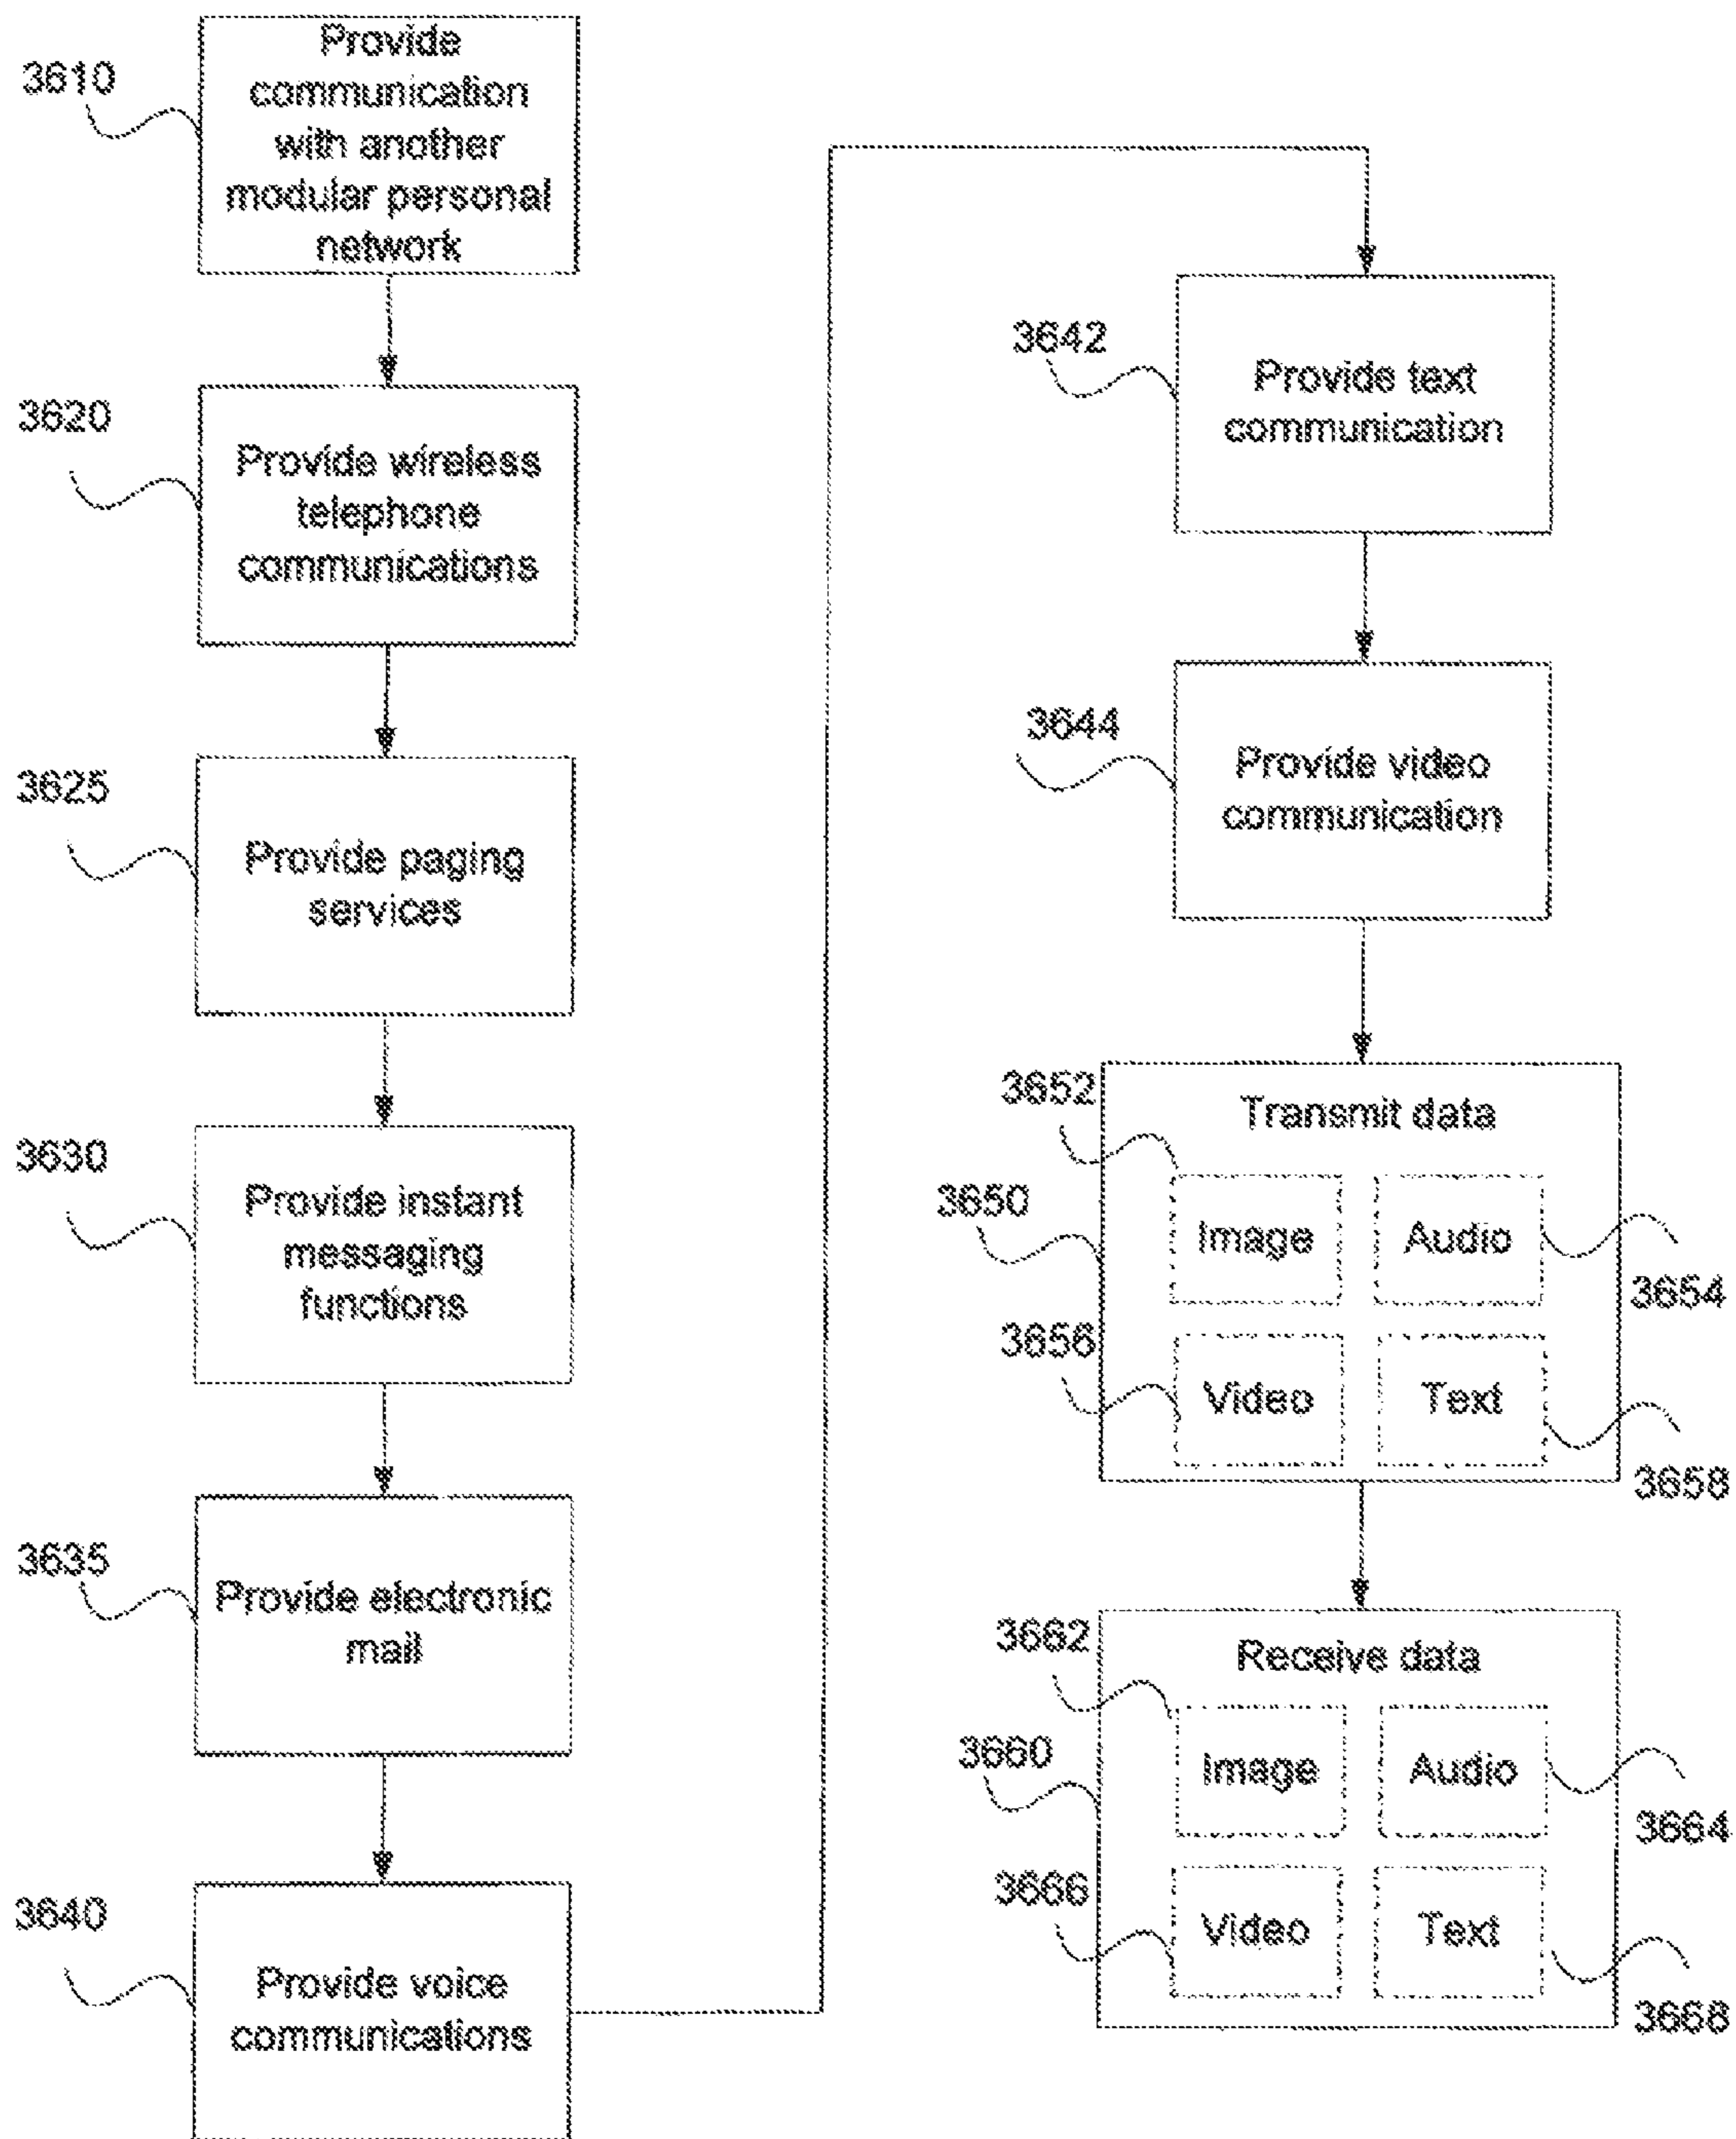 3610
Provide
communication
with another
modular personal
network
3620
Provide wireless
telephone
communications
3625
Provide paging
services
3630
Provide instant
messaging
functions
3635
Provide electronic
mail
3640
Provide voice
communications
3642
Provide text
communication
3644
Provide video
communication
3652
Transmit data
3650
Image
Audio
3654
3656
Video
Text
3658
3662
Receive data
3660
Image
Audio
3664
3666
Video
Text
3668